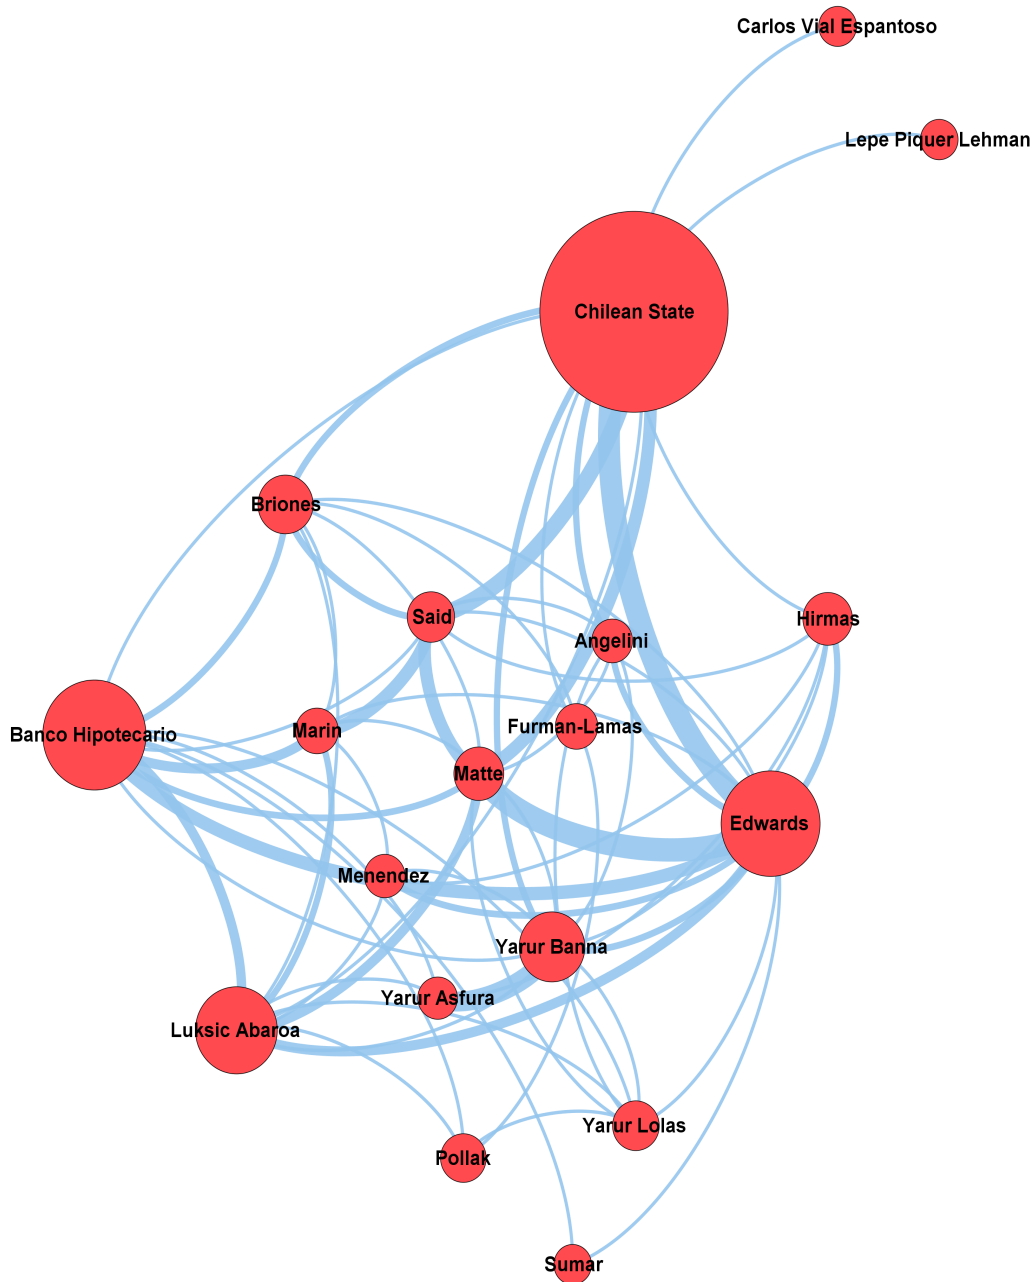 Carlos Vial Espantoso
Lepe Piquer Lehman
Chilean State
Briones
Said
Hirmas
Angelini
Furman-Lamas
Marin
Banco Hipotecario
Matte
Edwards
Menendez
Yarur Banna
Yarur Asfura
Luksic Abaroa
Yarur Lolas
Pollak
Sumar